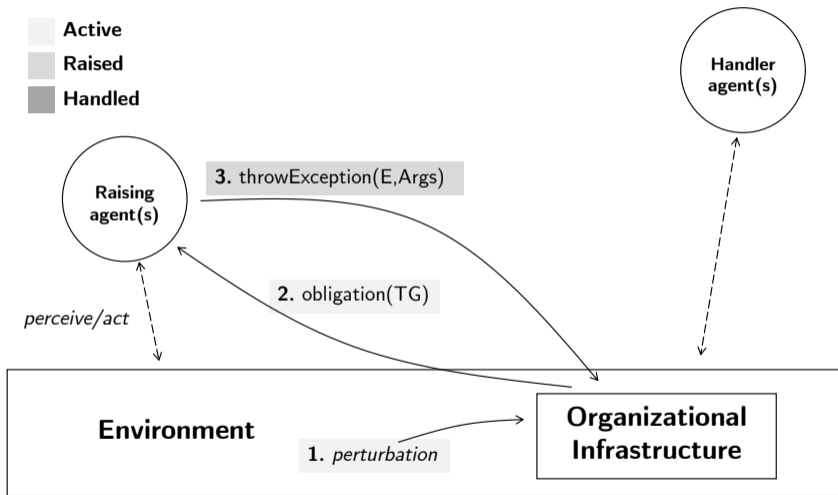 Active
Raised
Handled
Handler
agent(s)
3. throwException(E,Args)
Raising
agent(s)
2. obligation(TG)
perceive/act
Environment
Organizational
Infrastructure
1. perturbation